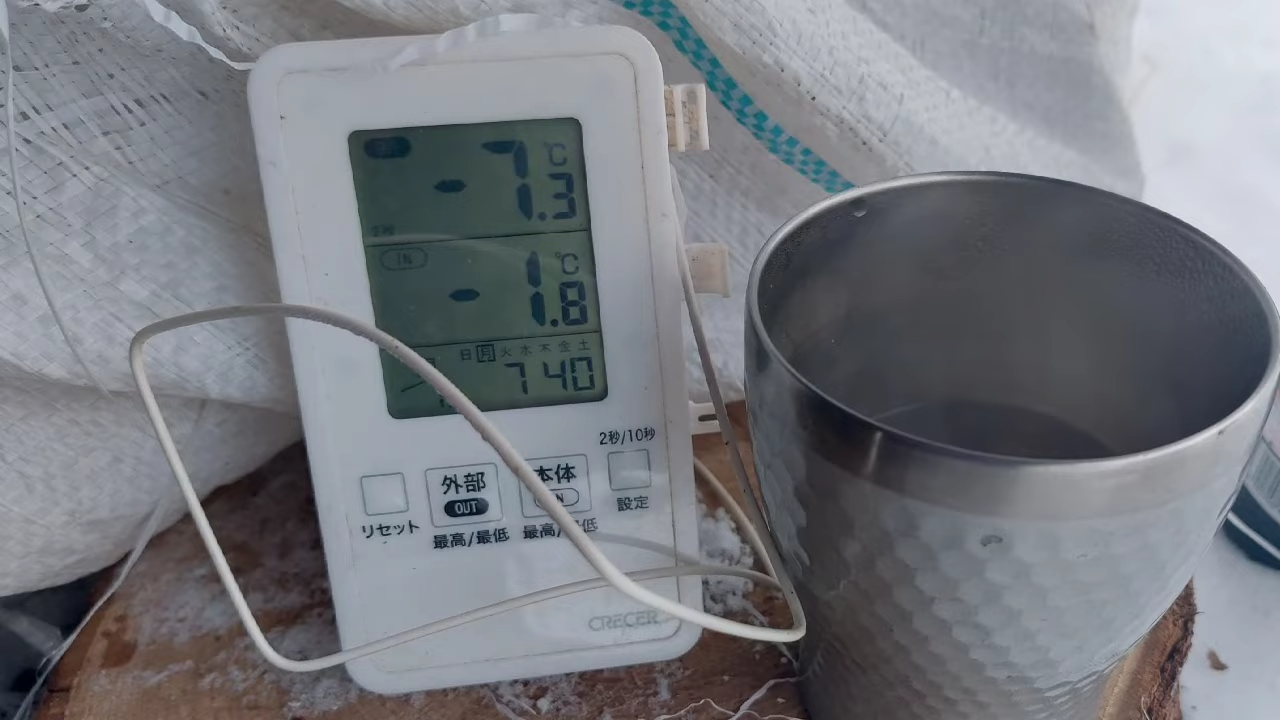 ℃
-7.3
IN
℃
-1.8
日 月 火 水 木 金 土
7 40
2秒/10秒
外部 本体
OUT
リセット 最高/最低 最高/最低 設定
CRECER